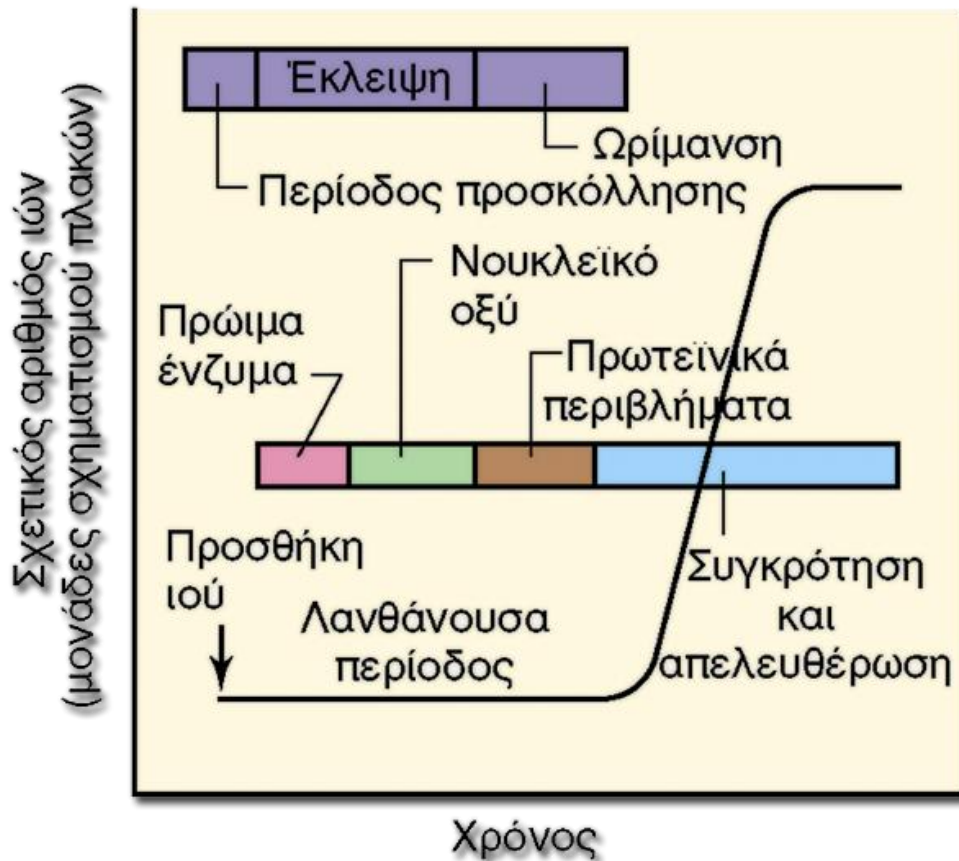 Έκλειψη
Ωρίμανση
Περίοδος προσκόλλησης
Νουκλεϊκό
οξύ
Πρώιμα
ένζυμα
Πρωτεϊνικά
περιβλήματα
Προσθήκη
ιού
Λανθάνουσα
περίοδος
Συγκρότηση
και
απελευθέρωση
Σχετικός αριθμός ιών
(μονάδες σχηματισμού πλακών)
Χρόνος